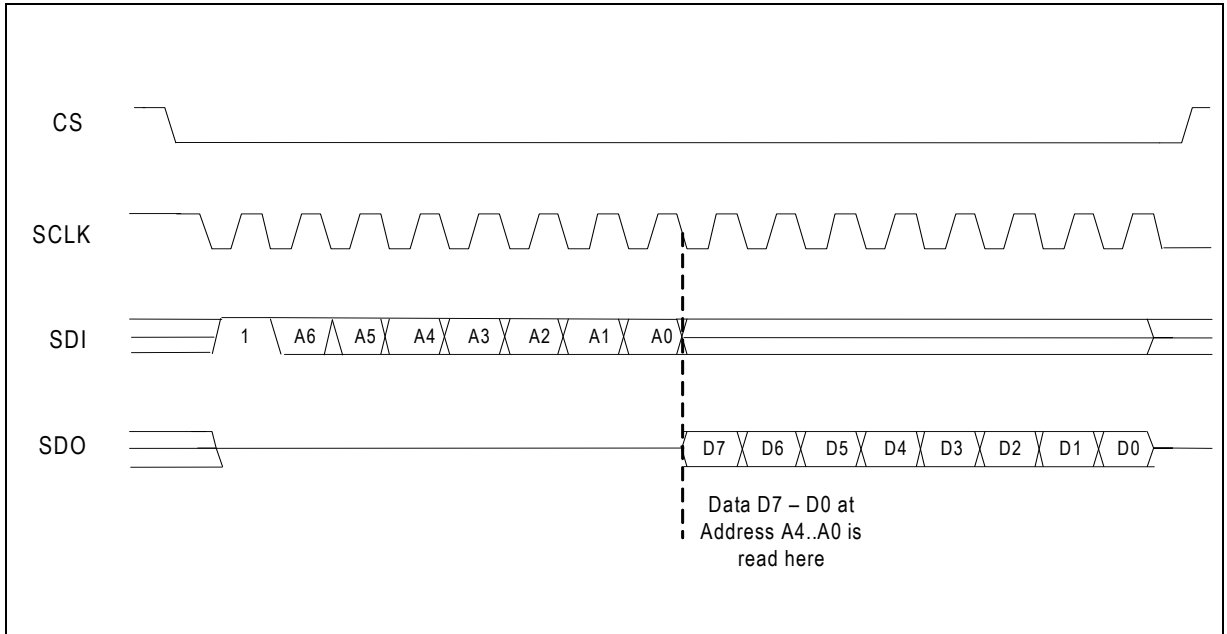 CS
SCLK
SDI 1 A6 A5 A4 A3 A2 A1 A0
SDO D7 D6 D5 D4 D3 D2 D1 D0
Data D7 – D0 at
Address A4..A0 is
read here